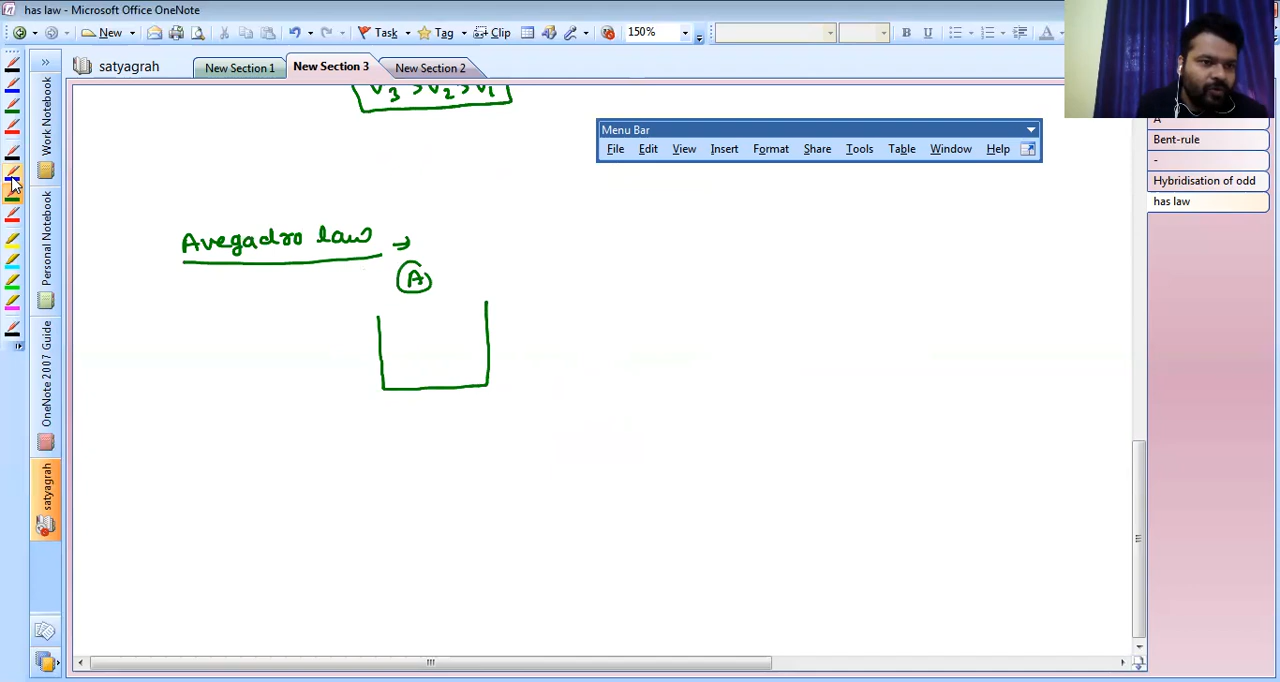 has law - Microsoft Office OneNote
New Task Tag Clip 150% B U A
satyagrah New Section 1 New Section 3 New Section 2
V3 > V2 > V1
Menu Bar
File Edit View Insert Format Share Tools Table Window Help
A
Bent-rule
-
Hybridisation of odd
has law
Work Notebook
Personal Notebook
OneNote 2007 Guide
satyagrah
Avegadro law →
A